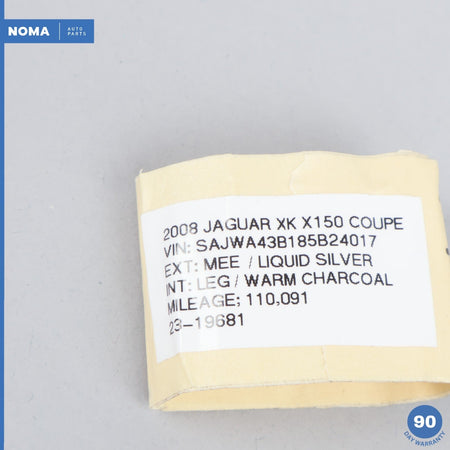 NOMA AUTO PARTS
2008 JAGUAR XK X150 COUPE
VIN: SAJWA43B185B24017
EXT: MEE / LIQUID SILVER
INT: LEG / WARM CHARCOAL
MILEAGE; 110,091
23-19681
90
DAY WARRANTY